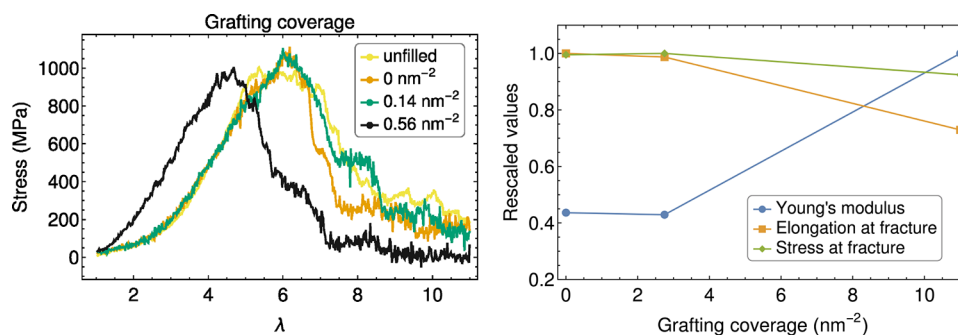 Grafting coverage
Stress (MPa)
1000
800
600
400
200
0
2 4 6 8 10
λ
unfilled
0 nm⁻²
0.14 nm⁻²
0.56 nm⁻²
Rescaled values
1.0
0.8
0.6
0.4
0.2
0 2 4 6 8 10
Grafting coverage (nm⁻²)
Young's modulus
Elongation at fracture
Stress at fracture